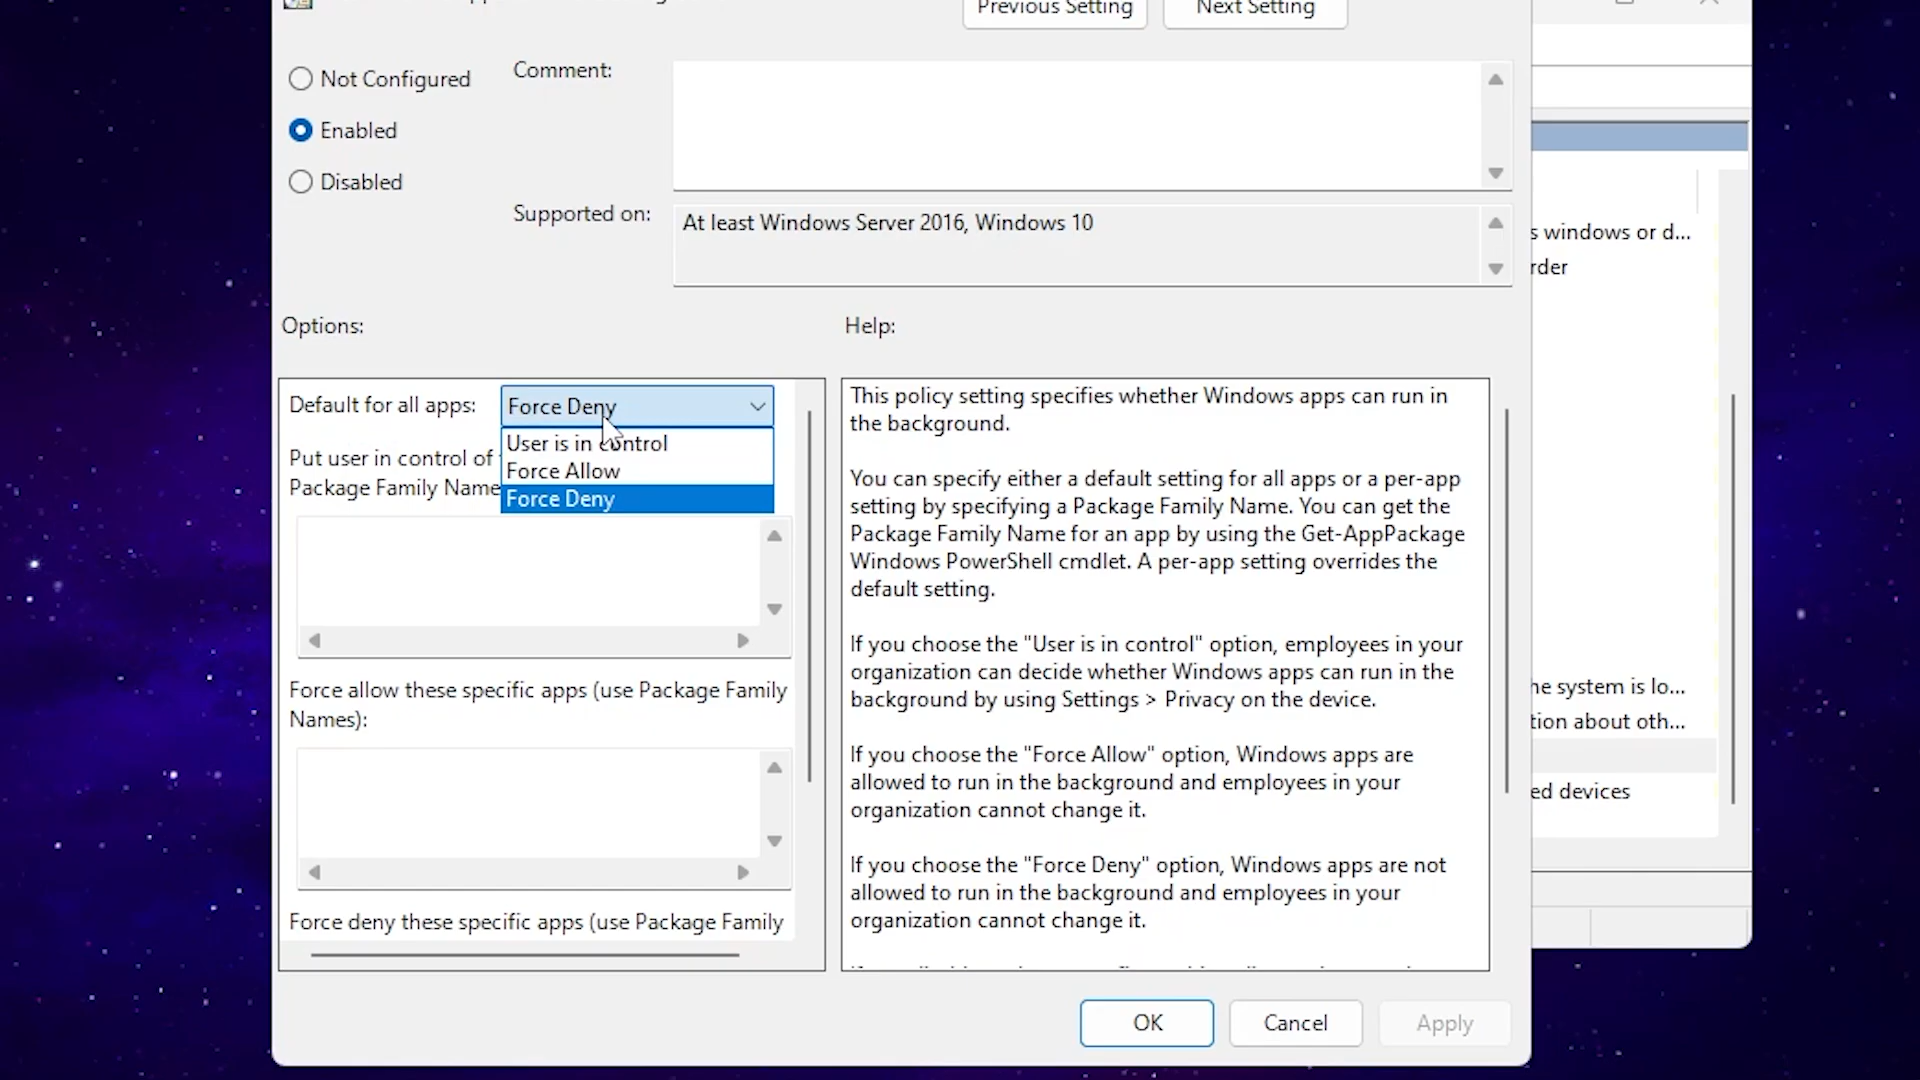 Previous Setting
Next Setting
Not Configured
Enabled
Disabled
Comment:
Supported on:
At least Windows Server 2016, Windows 10
s windows or d...
rder
Options:
Help:
Default for all apps:
Force Deny
User is in control
Force Allow
Force Deny
Put user in control of
Package Family Name
Force allow these specific apps (use Package Family
Names):
Force deny these specific apps (use Package Family
This policy setting specifies whether Windows apps can run in
the background.
You can specify either a default setting for all apps or a per-app
setting by specifying a Package Family Name. You can get the
Package Family Name for an app by using the Get-AppPackage
Windows PowerShell cmdlet. A per-app setting overrides the
default setting.
If you choose the "User is in control" option, employees in your
organization can decide whether Windows apps can run in the
background by using Settings > Privacy on the device.
If you choose the "Force Allow" option, Windows apps are
allowed to run in the background and employees in your
organization cannot change it.
If you choose the "Force Deny" option, Windows apps are not
allowed to run in the background and employees in your
organization cannot change it.
he system is lo...
tion about oth...
ed devices
OK
Cancel
Apply